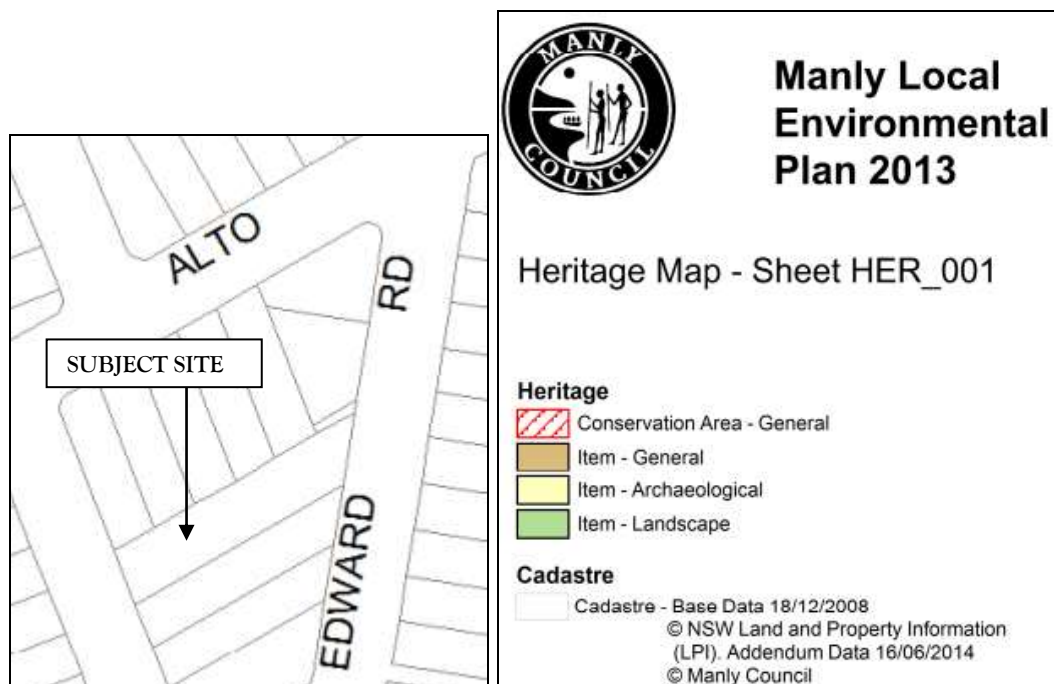 ALTO
RD
SUBJECT SITE
EDWARD
MANLY
COUNCIL
Manly Local
Environmental
Plan 2013
Heritage Map - Sheet HER_001
Heritage
Conservation Area - General
Item - General
Item - Archaeological
Item - Landscape
Cadastre
Cadastre - Base Data 18/12/2008
© NSW Land and Property Information
(LPI). Addendum Data 16/06/2014
© Manly Council